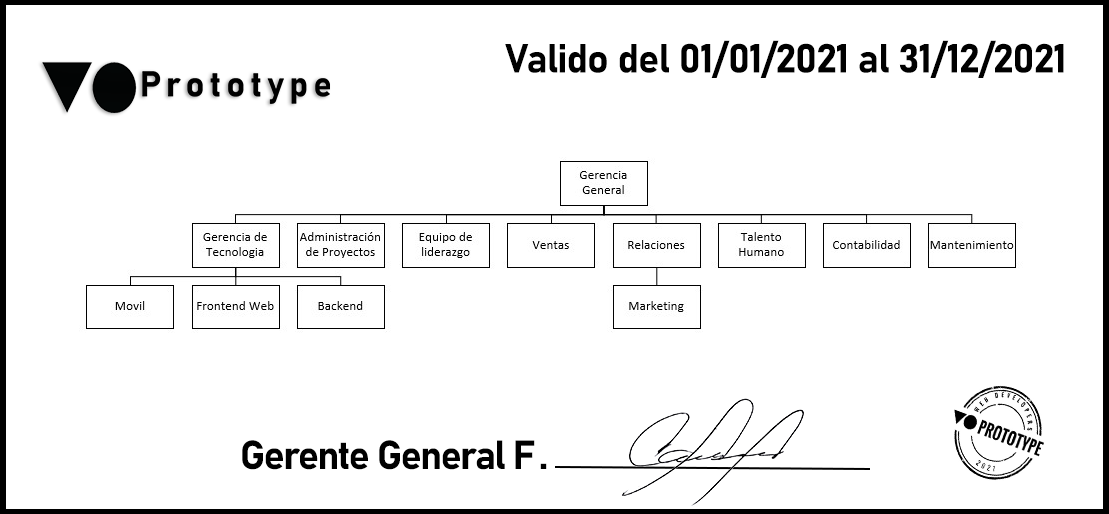 Prototype
Valido del 01/01/2021 al 31/12/2021
Gerencia
General
Gerencia de
Tecnologia
Administración
de Proyectos
Equipo de
liderazgo
Ventas
Relaciones
Talento
Humano
Contabilidad
Mantenimiento
Movil
Frontend Web
Backend
Marketing
Gerente General F.
WEB DEVELOPERS
PROTOTYPE
2021